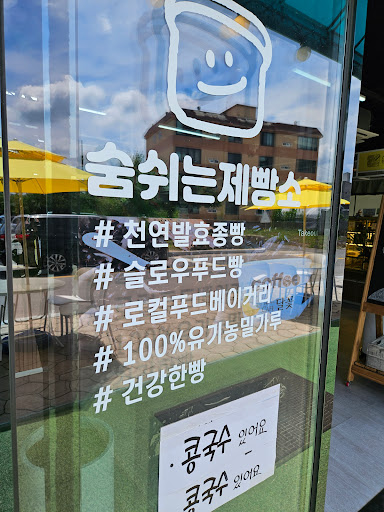 숨쉬는제빵소
Takeou
# 천연발효종빵
# 슬로우푸드빵
# 로컬푸드베이커리
# 100%유기농밀가루
# 건강한빵
· 콩국수 있어요
–
콩국수 있어요